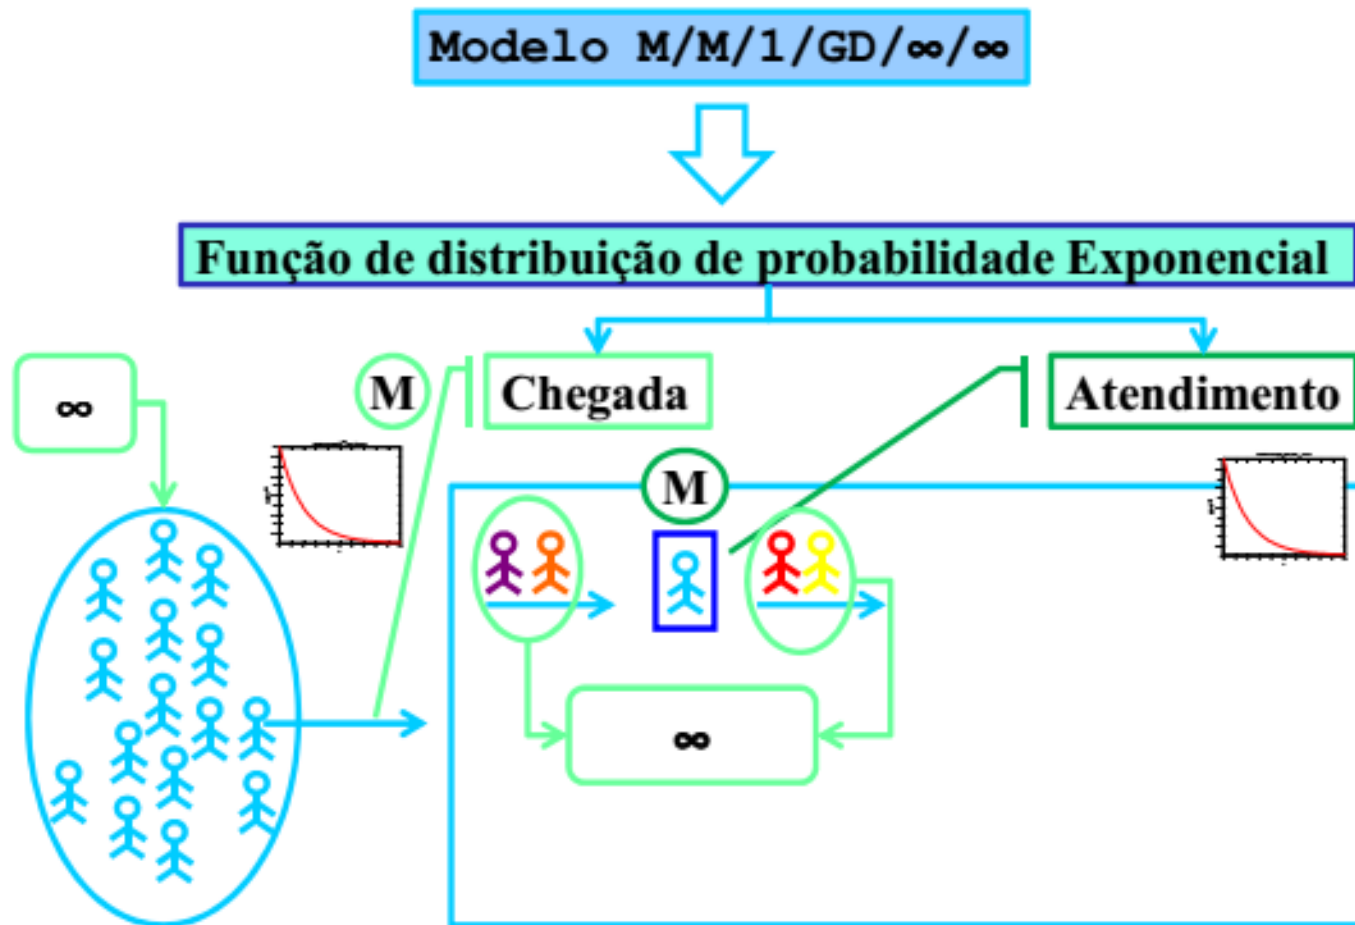 Modelo M/M/1/GD/∞/∞
Função de distribuição de probabilidade Exponencial
∞
M
Chegada
Atendimento
M
∞